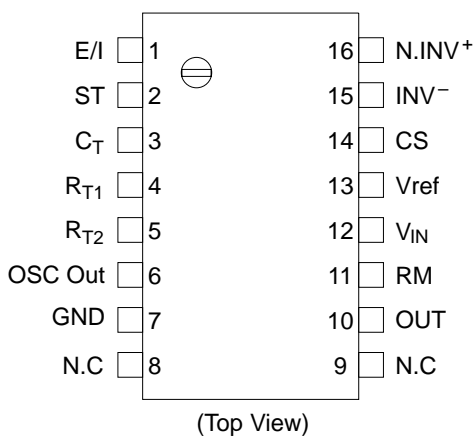 E/I 1 16 N.INV+
ST 2 15 INV−
CT 3 14 CS
RT1 4 13 Vref
RT2 5 12 VIN
OSC Out 6 11 RM
GND 7 10 OUT
N.C 8 9 N.C
(Top View)